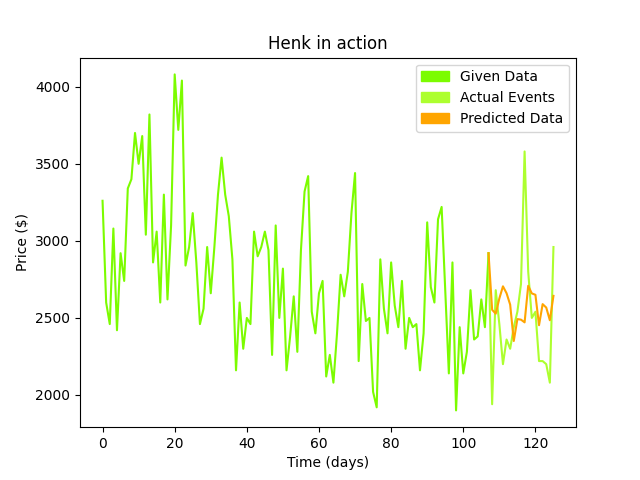 Henk in action
Given Data
Actual Events
Predicted Data
Price ($)
4000
3500
3000
2500
2000
0 20 40 60 80 100 120
Time (days)